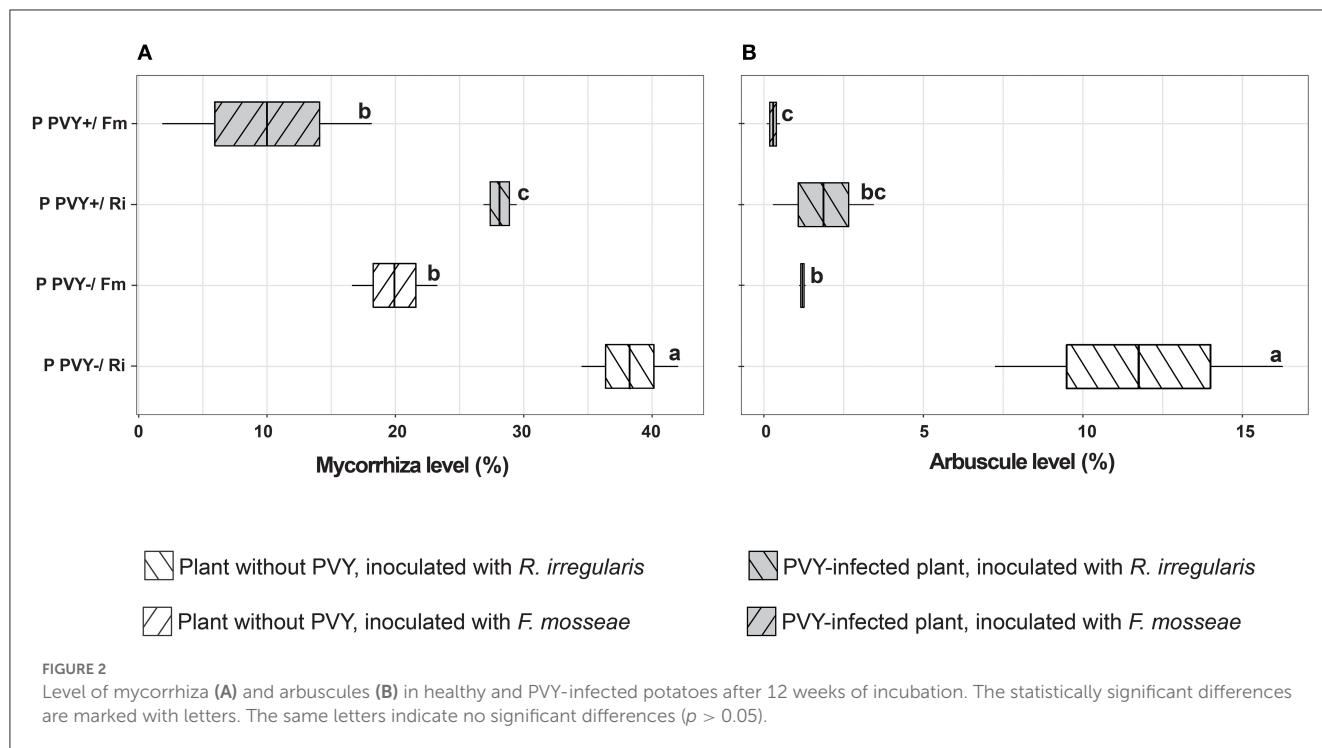 A
B
P PVY+/ Fm
b
c
P PVY+/ Ri
c
bc
P PVY-/ Fm
b
b
P PVY-/ Ri
a
a
0 10 20 30 40
0 5 10 15
Mycorrhiza level (%)
Arbuscule level (%)
Plant without PVY, inoculated with R. irregularis
PVY-infected plant, inoculated with R. irregularis
Plant without PVY, inoculated with F. mosseae
PVY-infected plant, inoculated with F. mosseae
FIGURE 2
Level of mycorrhiza (A) and arbuscules (B) in healthy and PVY-infected potatoes after 12 weeks of incubation. The statistically significant differences
are marked with letters. The same letters indicate no significant differences (p > 0.05).